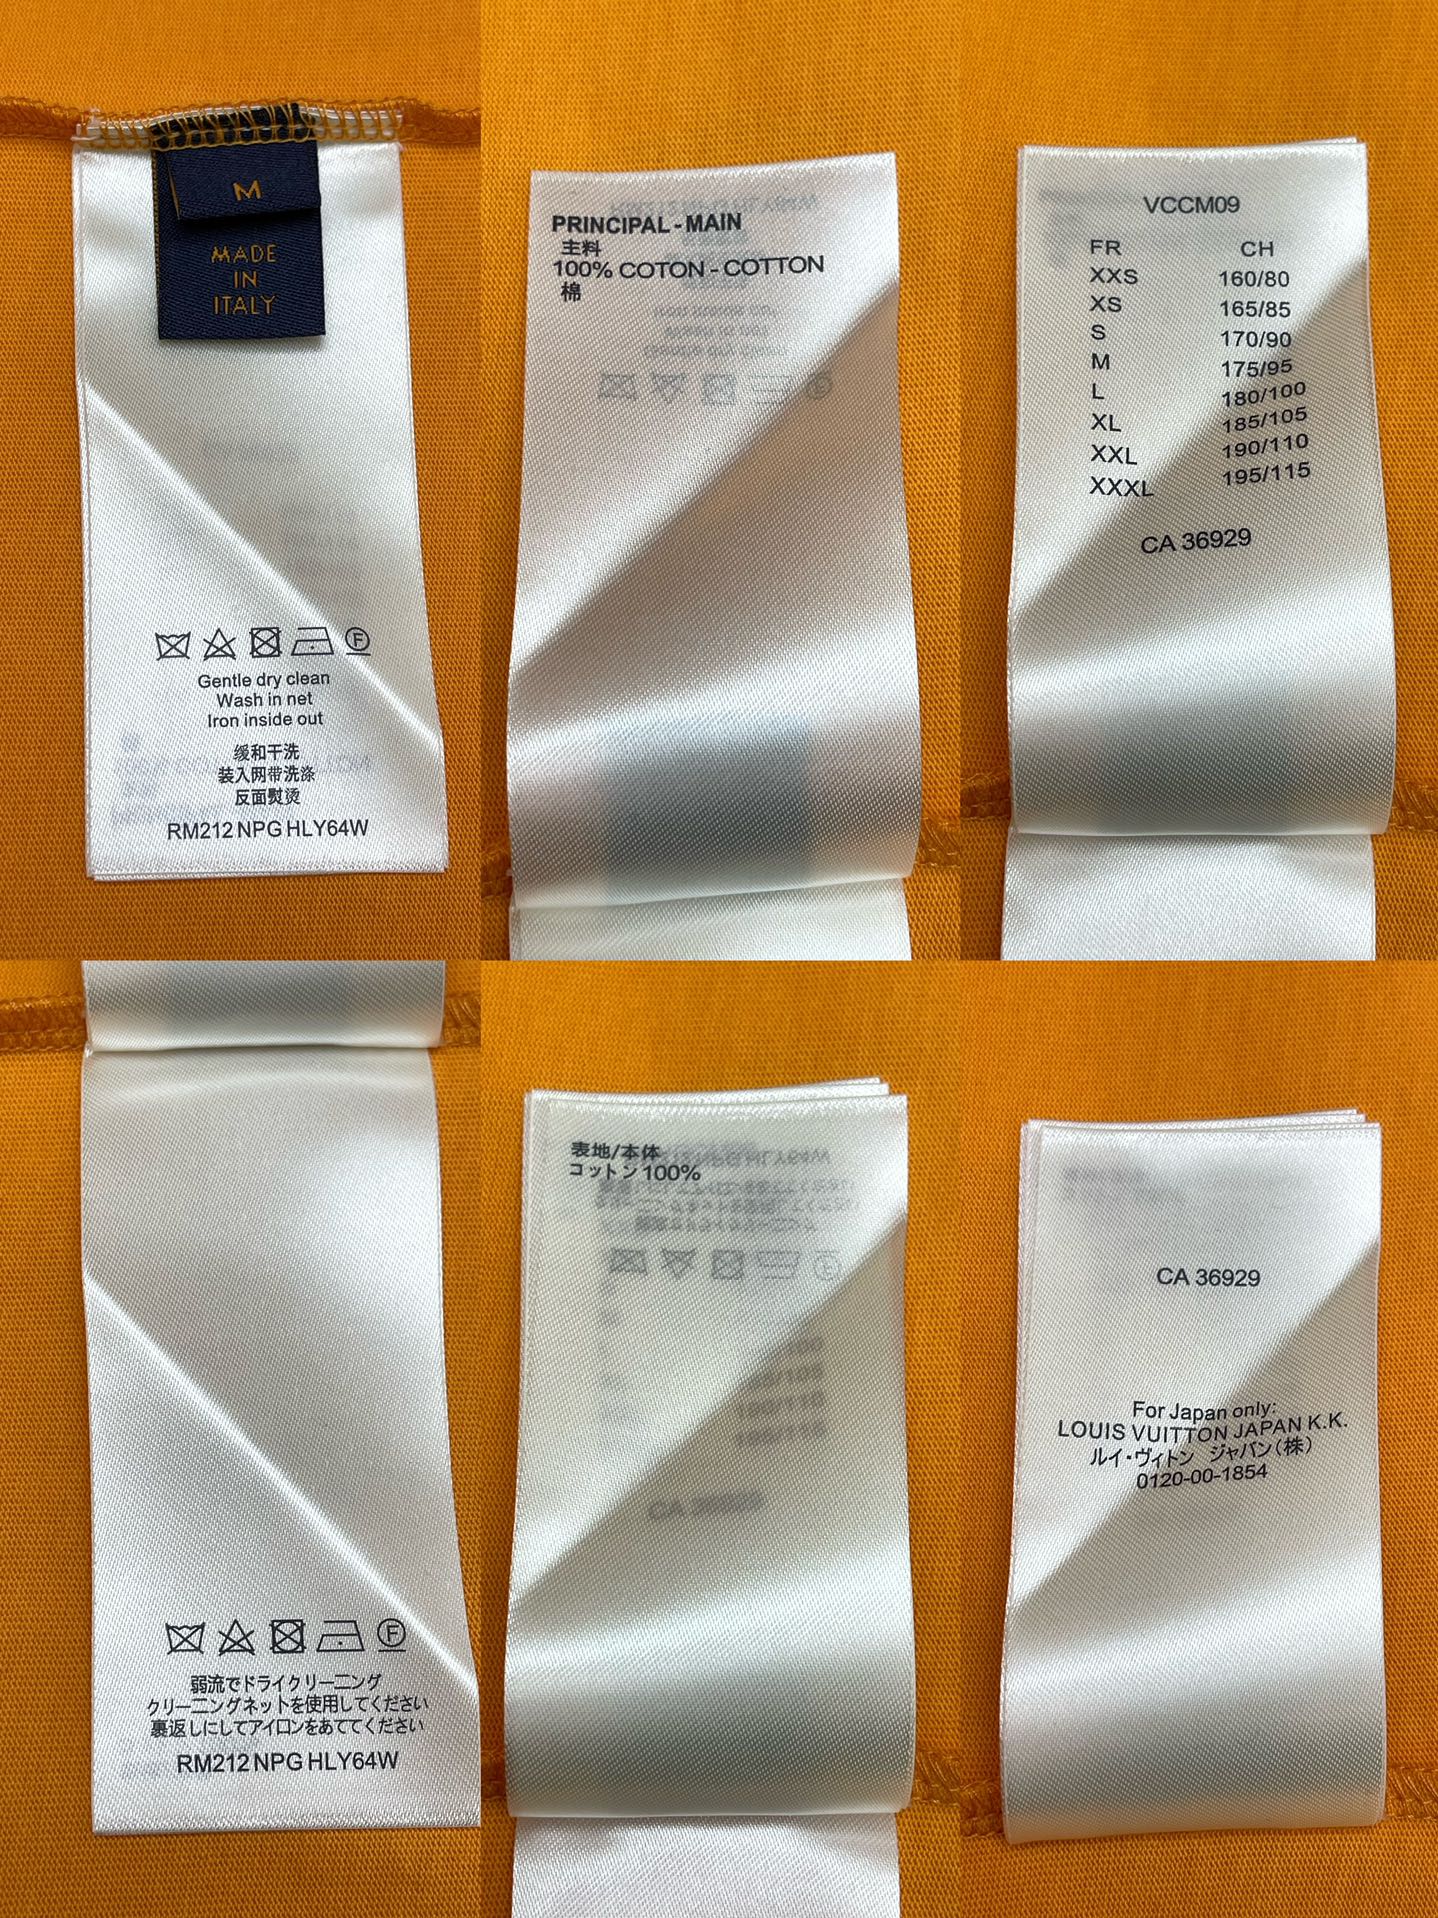 M
MADE
IN
ITALY
F
Gentle dry clean
Wash in net
Iron inside out
缓和干洗
装入网带洗涤
反面熨烫
RM212 NPG HLY64W
PRINCIPAL - MAIN
主料
100% COTON - COTTON
棉
VCCM09
FR CH
XXS 160/80
XS 165/85
S 170/90
M 175/95
L 180/100
XL 185/105
XXL 190/110
XXXL 195/115
CA 36929
F
弱流でドライクリーニング
クリーニングネットを使用してください
裏返しにしてアイロンをあててください
RM212 NPG HLY64W
表地/本体
コットン 100%
CA 36929
For Japan only:
LOUIS VUITTON JAPAN K.K.
ルイ・ヴィトン ジャパン(株)
0120-00-1854